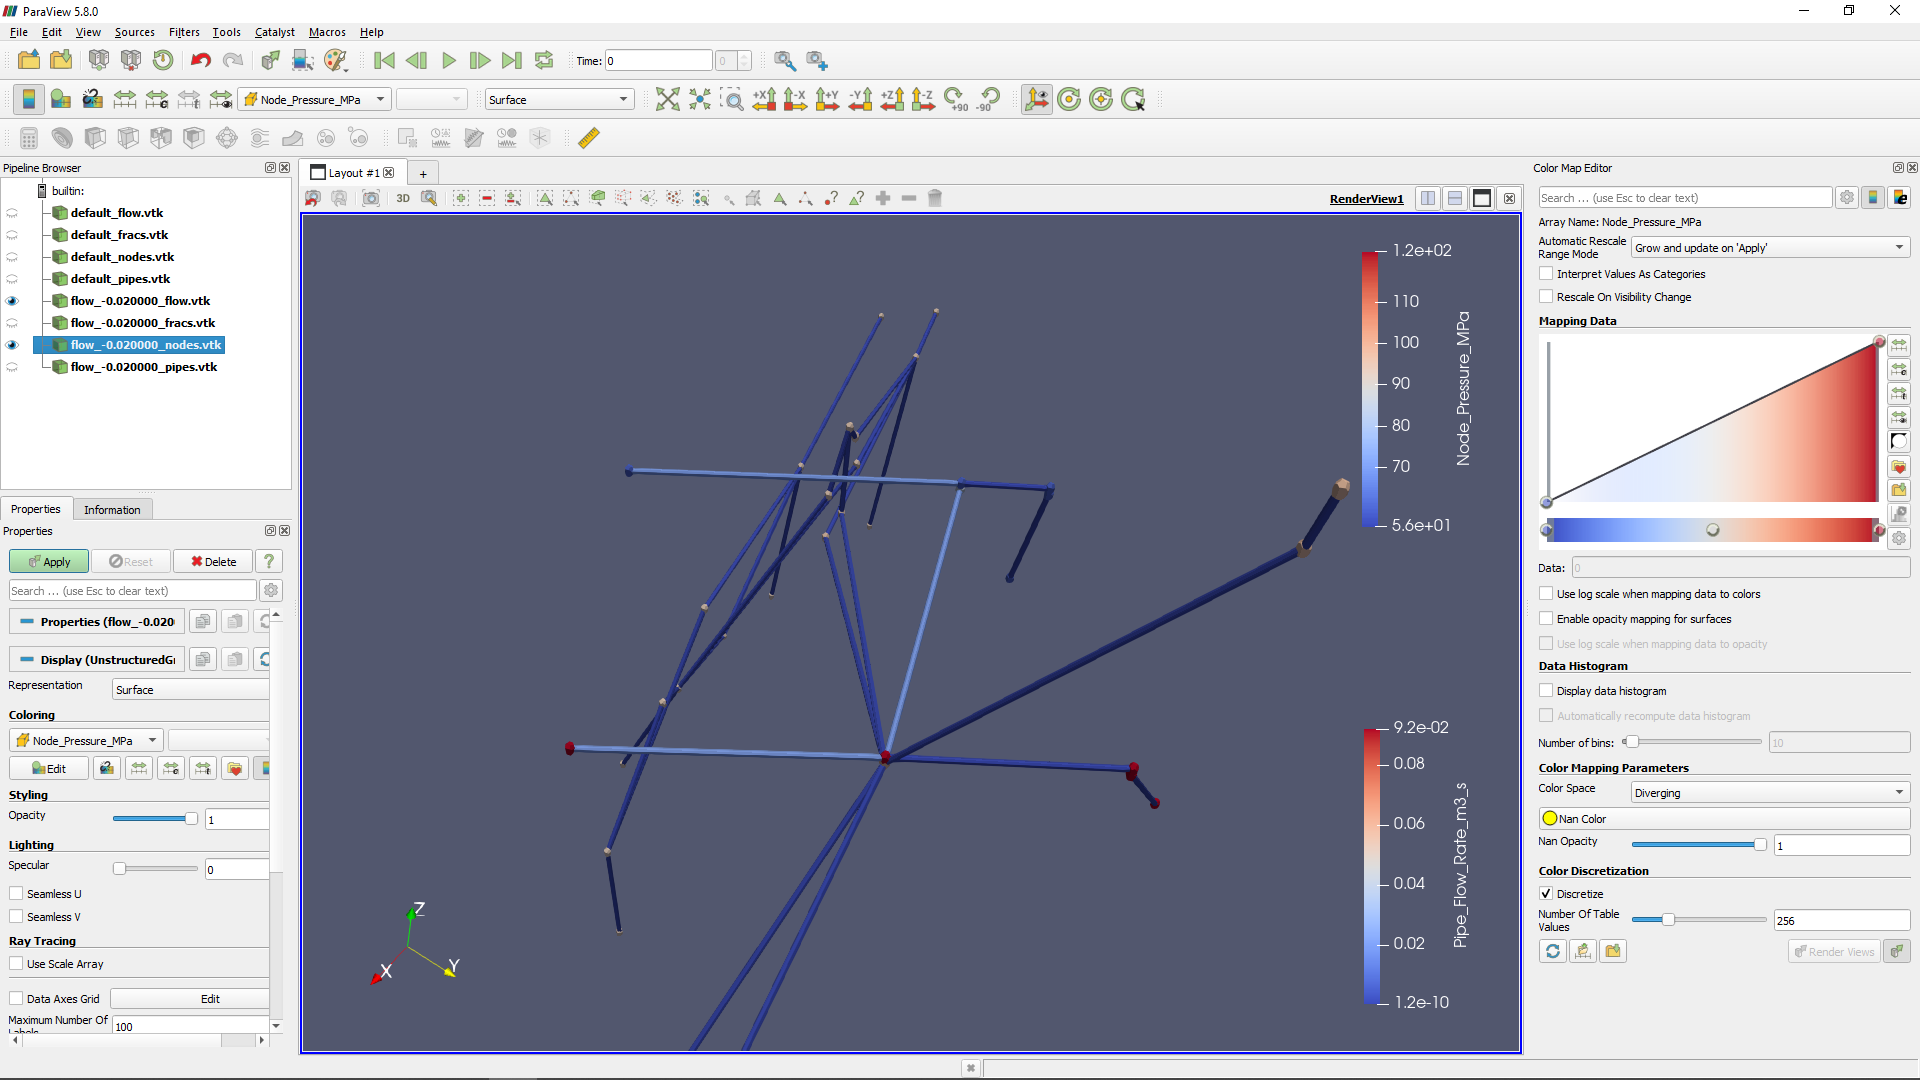 ParaView 5.8.0
File Edit View Sources Filters Tools Catalyst Macros Help
Time: 0 0
Node_Pressure_MPa Surface +X -X +Y -Y +Z -Z +90 -90
Pipeline Browser
builtin:
default_flow.vtk
default_fracs.vtk
default_nodes.vtk
default_pipes.vtk
flow_-0.020000_flow.vtk
flow_-0.020000_fracs.vtk
flow_-0.020000_nodes.vtk
flow_-0.020000_pipes.vtk
Properties Information
Properties
Apply Reset Delete ?
Search ... (use Esc to clear text)
Properties (flow_-0.020
Display (UnstructuredG
Representation Surface
Coloring
Node_Pressure_MPa
Edit
Styling
Opacity 1
Lighting
Specular 0
Seamless U
Seamless V
Ray Tracing
Use Scale Array
Data Axes Grid Edit
Maximum Number Of
Labels 100
Layout #1 +
3D RenderView1
1.2e+02
110
100
90
80
70
5.6e+01
Node_Pressure_MPa
9.2e-02
0.08
0.06
0.04
0.02
1.2e-10
Pipe_Flow_Rate_m3_s
Z
X
Y
Color Map Editor
Search ... (use Esc to clear text)
Array Name: Node_Pressure_MPa
Automatic Rescale
Range Mode Grow and update on 'Apply'
Interpret Values As Categories
Rescale On Visibility Change
Mapping Data
Data: 0
Use log scale when mapping data to colors
Enable opacity mapping for surfaces
Use log scale when mapping data to opacity
Data Histogram
Display data histogram
Automatically recompute data histogram
Number of bins: 10
Color Mapping Parameters
Color Space Diverging
Nan Color
Nan Opacity 1
Color Discretization
Discretize
Number Of Table
Values 256
Render Views